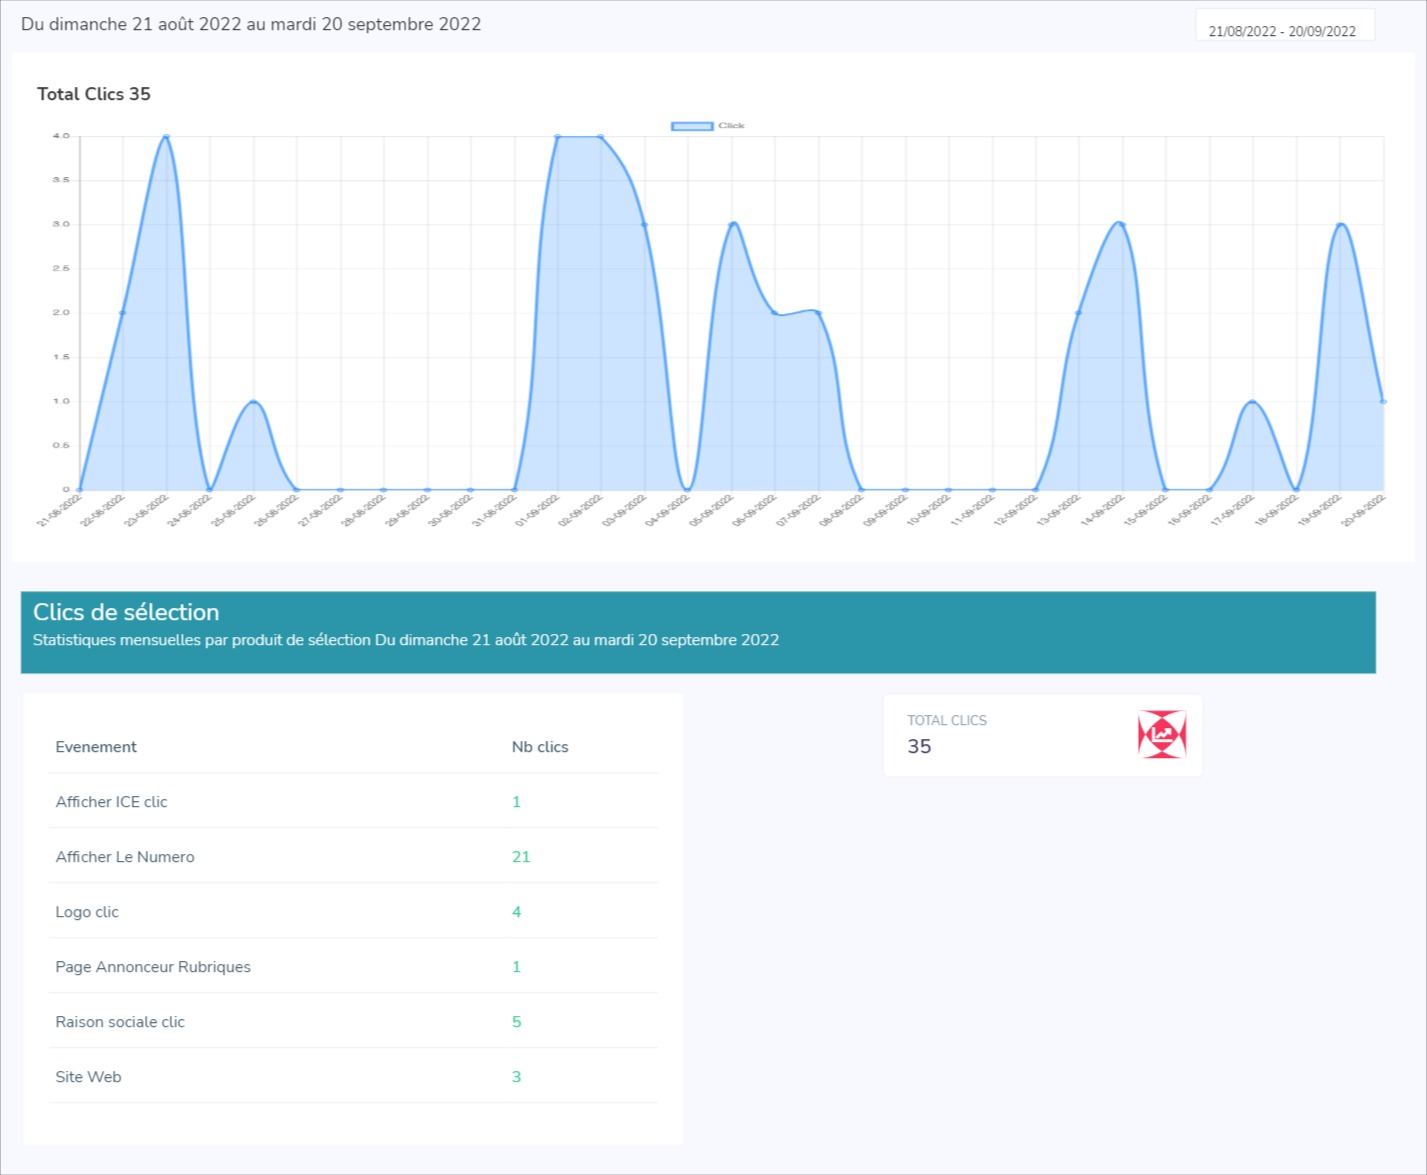 Du dimanche 21 août 2022 au mardi 20 septembre 2022
21/08/2022 - 20/09/2022
Total Clics 35
Click
4.0
3.5
3.0
2.5
2.0
1.5
1.0
0.5
0
21-08-2022
22-08-2022
23-08-2022
24-08-2022
25-08-2022
26-08-2022
27-08-2022
28-08-2022
29-08-2022
30-08-2022
31-08-2022
01-09-2022
02-09-2022
03-09-2022
04-09-2022
05-09-2022
06-09-2022
07-09-2022
08-09-2022
09-09-2022
10-09-2022
11-09-2022
12-09-2022
13-09-2022
14-09-2022
15-09-2022
16-09-2022
17-09-2022
18-09-2022
19-09-2022
20-09-2022
Clics de sélection
Statistiques mensuelles par produit de sélection Du dimanche 21 août 2022 au mardi 20 septembre 2022
Evenement Nb clics
Afficher ICE clic 1
Afficher Le Numero 21
Logo clic 4
Page Annonceur Rubriques 1
Raison sociale clic 5
Site Web 3
TOTAL CLICS
35